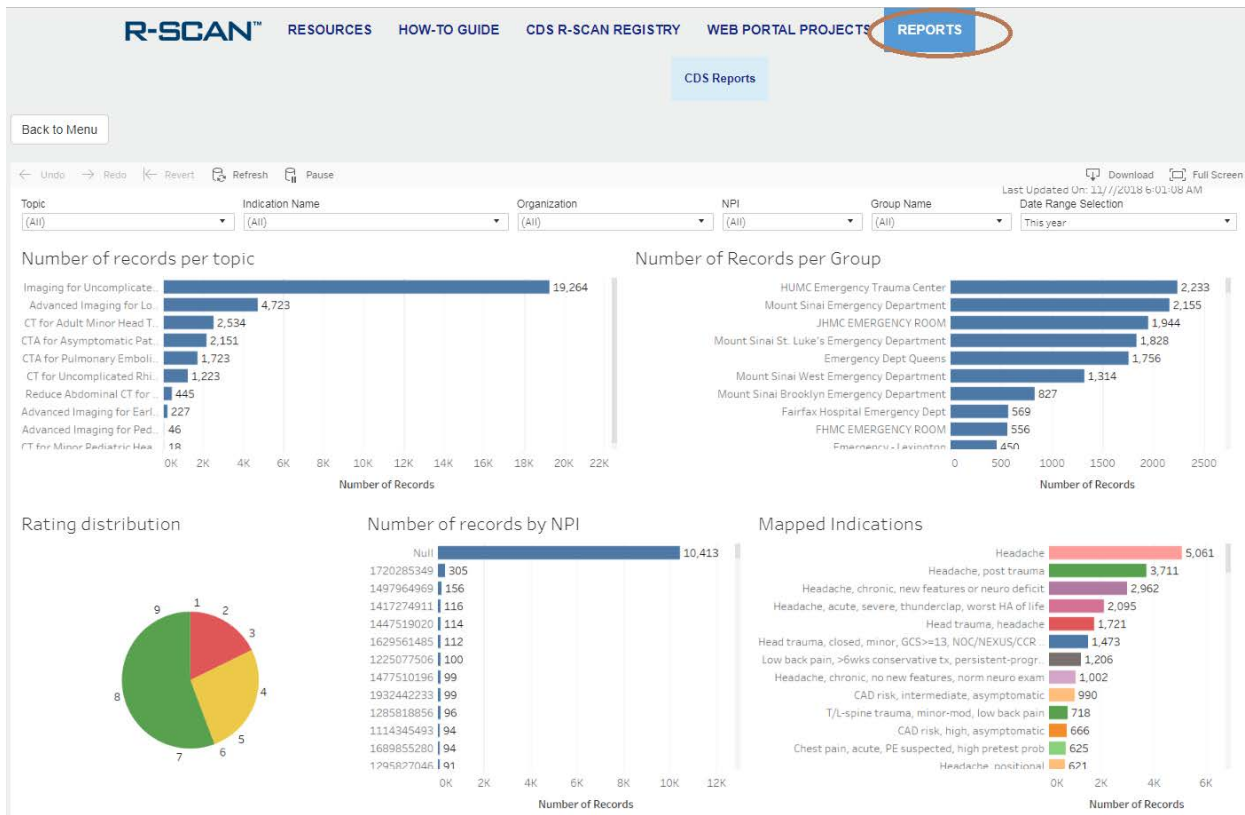 R-SCAN™ RESOURCES HOW-TO GUIDE CDS R-SCAN REGISTRY WEB PORTAL PROJECTS REPORTS
CDS Reports
Back to Menu
Undo Redo Revert Refresh Pause Download Full Screen
Last Updated On: 11/7/2018 6:01:08 AM
Topic Indication Name Organization NPI Group Name Date Range Selection
(All) (All) (All) (All) (All) This year
Number of records per topic
Imaging for Uncomplicate.. 19,264
Advanced Imaging for Lo.. 4,723
CT for Adult Minor Head T.. 2,534
CTA for Asymptomatic Pat.. 2,151
CTA for Pulmonary Emboli.. 1,723
CT for Uncomplicated Rhi.. 1,223
Reduce Abdominal CT for .. 445
Advanced Imaging for Earl.. 227
Advanced Imaging for Ped.. 46
CT for Minor Pediatric Hea.. 18
0K 2K 4K 6K 8K 10K 12K 14K 16K 18K 20K 22K
Number of Records
Number of Records per Group
HUMC Emergency Trauma Center 2,233
Mount Sinai Emergency Department 2,155
JHMC EMERGENCY ROOM 1,944
Mount Sinai St. Luke's Emergency Department 1,828
Emergency Dept Queens 1,756
Mount Sinai West Emergency Department 1,314
Mount Sinai Brooklyn Emergency Department 827
Fairfax Hospital Emergency Dept 569
FHMC EMERGENCY ROOM 556
Emergency - Lexington 450
0 500 1000 1500 2000 2500
Number of Records
Rating distribution
1
2
3
4
5
6
7
8
9
Number of records by NPI
Null 10,413
1720285349 305
1497964969 156
1417274911 116
1447519020 114
1629561485 112
1225077506 100
1477510196 99
1932442233 99
1285818856 96
1114345493 94
1689855280 94
1295827046 91
0K 2K 4K 6K 8K 10K 12K
Number of Records
Mapped Indications
Headache 5,061
Headache, post trauma 3,711
Headache, chronic, new features or neuro deficit 2,962
Headache, acute, severe, thunderclap, worst HA of life 2,095
Head trauma, headache 1,721
Head trauma, closed, minor, GCS>=13, NOC/NEXUS/CCR.. 1,473
Low back pain, >6wks conservative tx, persistent-progr.. 1,206
Headache, chronic, no new features, norm neuro exam 1,002
CAD risk, intermediate, asymptomatic 990
T/L-spine trauma, minor-mod, low back pain 718
CAD risk, high, asymptomatic 666
Chest pain, acute, PE suspected, high pretest prob 625
Headache, positional 621
0K 2K 4K 6K
Number of Records